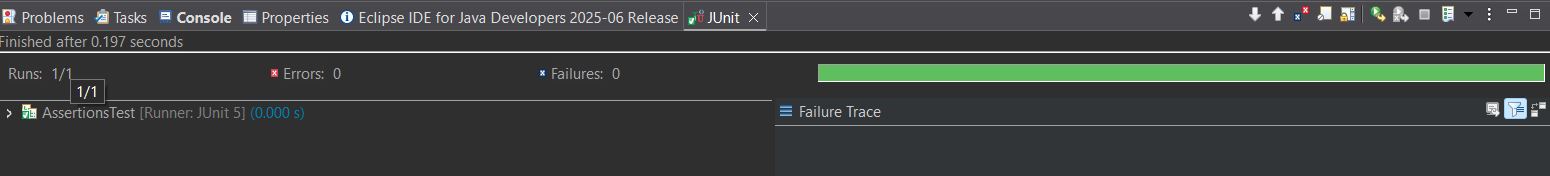 Problems Tasks Console Properties Eclipse IDE for Java Developers 2025-06 Release JUnit
Finished after 0.197 seconds
Runs: 1/1 Errors: 0 Failures: 0
1/1
AssertionsTest [Runner: JUnit 5] (0.000 s) Failure Trace